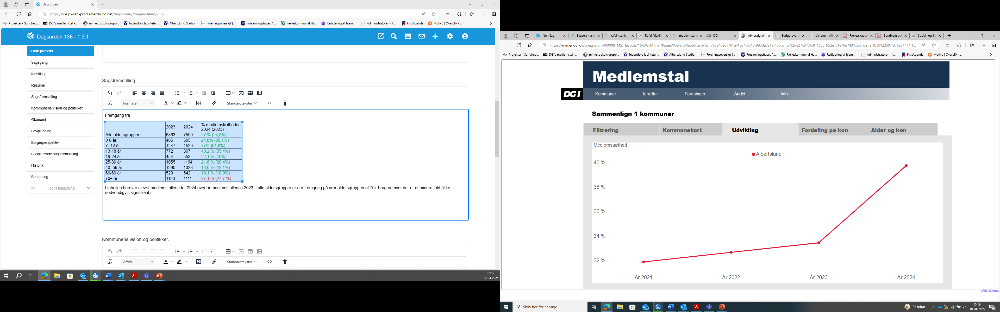 Dagsorden
https://sbsip-web-prod.albertslund.net/dagsorden/#/agendaitem/2002
Projekter - Sundhed... DGI's medlemstal -... mimer.dgi.dk/grupp... Indendørs faciliteter... Albertslund Stadion Foreningsoversigt |... Forsamlingshuset Al... Fælleskommunal Ha... Redigering af hjem... Administratorer - K... FirstAgenda Motivu | Overblik -...
Dagsorden 138 - 1.3.1
Hele punktet
Sagsgang
Indstilling
Resumé
Sagsfremstilling
Kommunens vision og politikker
Økonomi
Lovgrundlag
Borgerperspektiv
Supplerende sagsfremstilling
Historik
Beslutning
Hop til beslutning
Sagsfremstilling:
Formater
Standardtekster
Fremgang fra
2023 2024 % medlemstætheden
2024 (2023)
Alle aldersgrupper 6863 7590 27 % (24,8%)
0-6 år 405 505 24,8% (20,1%)
7- 12 år 1247 1520 77% (61,6%)
13-18 år 772 867 40,2 % (35,4%)
19-24 år 454 553 22,1 % (19%)
25-39 år 1055 1164 21,6 % (20,4%)
40- 59 år 1290 1328 18,6 % (18,1%)
60-69 år 520 542 19,1 % (18,9%)
70+ år 1120 1111 27,1 % (27,7 %)
I tabellen herover er vist medlemstallene for 2024 overfor medlemstallene i 2023. I alle aldersgrupper er der fremgang på nær aldersgruppen af 70+ borgere hvor der er et mindre fald (ikke
nødvendigvis signifikant).
Kommunens vision og politikker:
Afsnit
Standardtekster
15:19
10-04-2025
NemSag Ekspert har o rafal niznik - Rafał Niźnik medlemstal d DGI mimer.dgi.dk Budgetovers Visioner | Alb Fællesskabsp Sundhedspol Social- og Su
https://mimer.dgi.dk/grupperum/00000ITMS/_layouts/15/DGI.Mimer/Pages/PowerBIReport.aspx?p=757a48ed-7b1a-4567-bc43-993da3a1ef46&w=g_92de27c0_69c8_43b5_b52e_81e78e7431c2&_ga=2.105912259.1976271474.1...
Projekter - Sundhed... DGI's medlemstal -... mimer.dgi.dk/grupp... Indendørs faciliteter... Albertslund Stadion Foreningsoversigt |... Forsamlingshuset Al... Fælleskommunal Ha... Redigering af hjem... Administratorer - K... FirstAgenda Motivu | Overblik -...
Medlemstal
DGI Kommuner Idrætter Foreninger Andet Info
Sammenlign 1 kommuner
Filtrering Kommunekort Udvikling Fordeling på køn Alder og køn
Medlemstæthed
Albertslund
40 %
38 %
36 %
34 %
32 %
År 2021 År 2022 År 2023 År 2024
(fuld skærm)
Skriv her for at søge
Resultat
15:19
10-04-2025
16